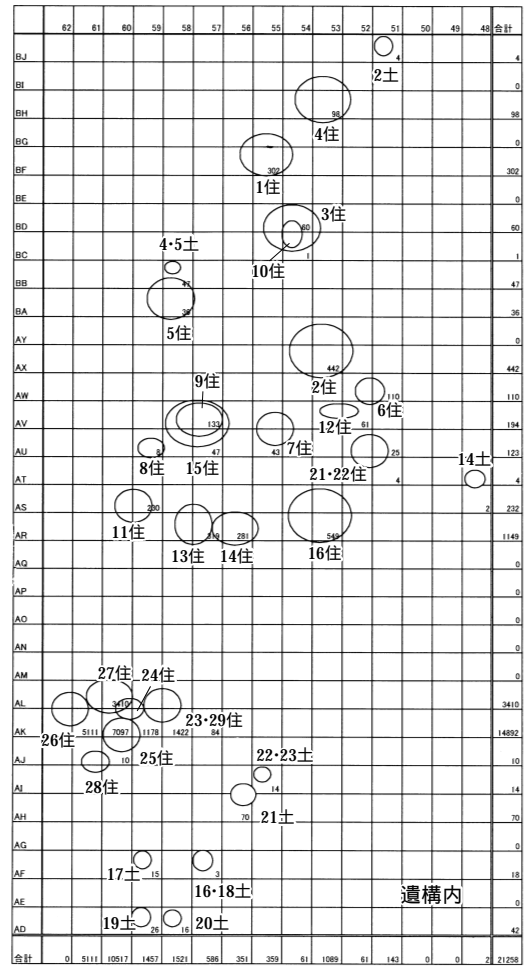 62 61 60 59 58 57 56 55 54 53 52 51 50 49 48 合計
BJ 4 4
2土
BI 0
BH 98 98
4住
BG 0
BF 302 302
1住
BE 0
3住
BD 60 60
4・5土
BC 1 1
10住
BB 47 47
BA 36 36
5住
AY 0
AX 442 442
9住 2住
AW 110 110
6住
12住
AV 133 61 194
7住
AU 8 47 43 25 123
8住 15住 21・22住 14土
AT 4 4
AS 230 2 232
11住
AR 319 281 549 1149
13住 14住 16住
AQ 0
AP 0
AO 0
AN 0
AM 0
27住 24住
AL 3410 3410
23・29住
AK 5111 7097 1178 1422 84 14892
26住
25住 22・23土
AJ 10 10
28住
AI 14 14
21土
AH 70 70
AG 0
17土
AF 15 3 18
16・18土
遺構内
AE 0
19土 20土
AD 26 16 42
合計 0 5111 10517 1457 1521 586 351 359 61 1089 61 143 0 0 2 21258